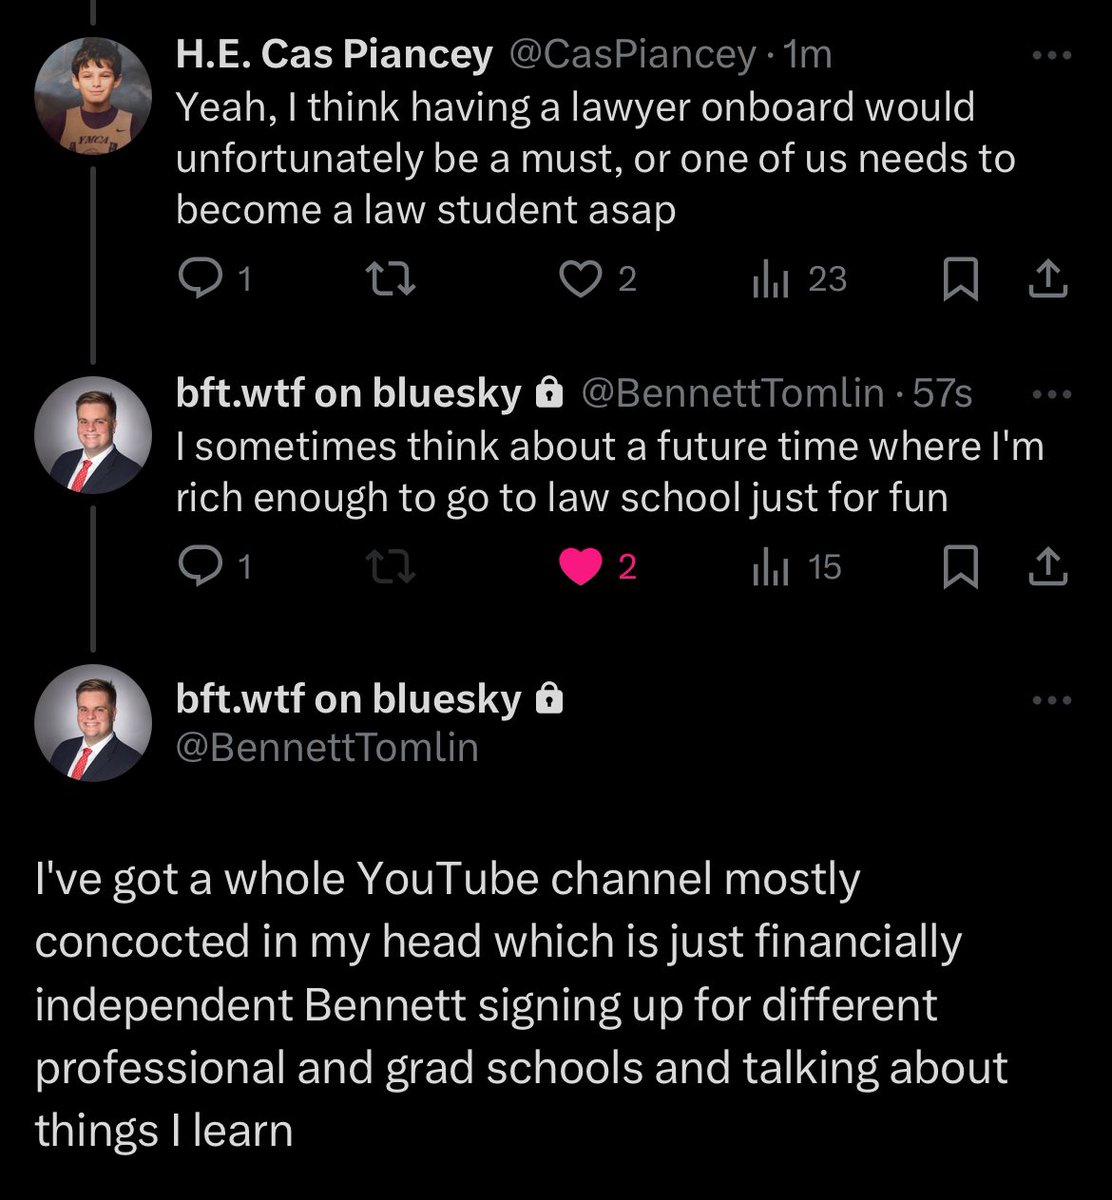 H.E. Cas Piancey @CasPiancey · 1m
YMCA
Yeah, I think having a lawyer onboard would
unfortunately be a must, or one of us needs to
become a law student asap
1 2 23
bft.wtf on bluesky @BennettTomlin · 57s
I sometimes think about a future time where I'm
rich enough to go to law school just for fun
1 2 15
bft.wtf on bluesky
@BennettTomlin
I've got a whole YouTube channel mostly
concocted in my head which is just financially
independent Bennett signing up for different
professional and grad schools and talking about
things I learn